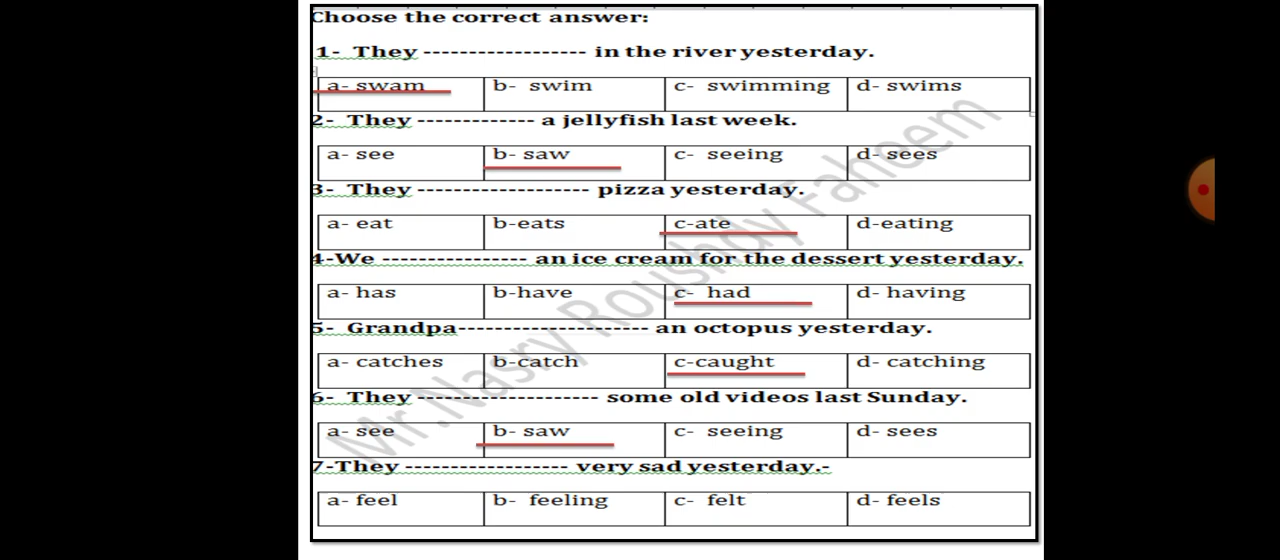 Choose the correct answer:
1- They ------------------ in the river yesterday.
a- swam b- swim c- swimming d- swims
2- They ------------- a jellyfish last week.
a- see b- saw c- seeing d- sees
3- They ------------------- pizza yesterday.
a- eat b-eats c-ate d-eating
4-We ---------------- an ice cream for the dessert yesterday.
a- has b-have c- had d- having
5- Grandpa--------------------- an octopus yesterday.
a- catches b-catch c-caught d- catching
6- They -------------------- some old videos last Sunday.
a- see b- saw c- seeing d- sees
7-They ------------------ very sad yesterday.-
a- feel b- feeling c- felt d- feels
Mr.Nasry Roushdy Faheem